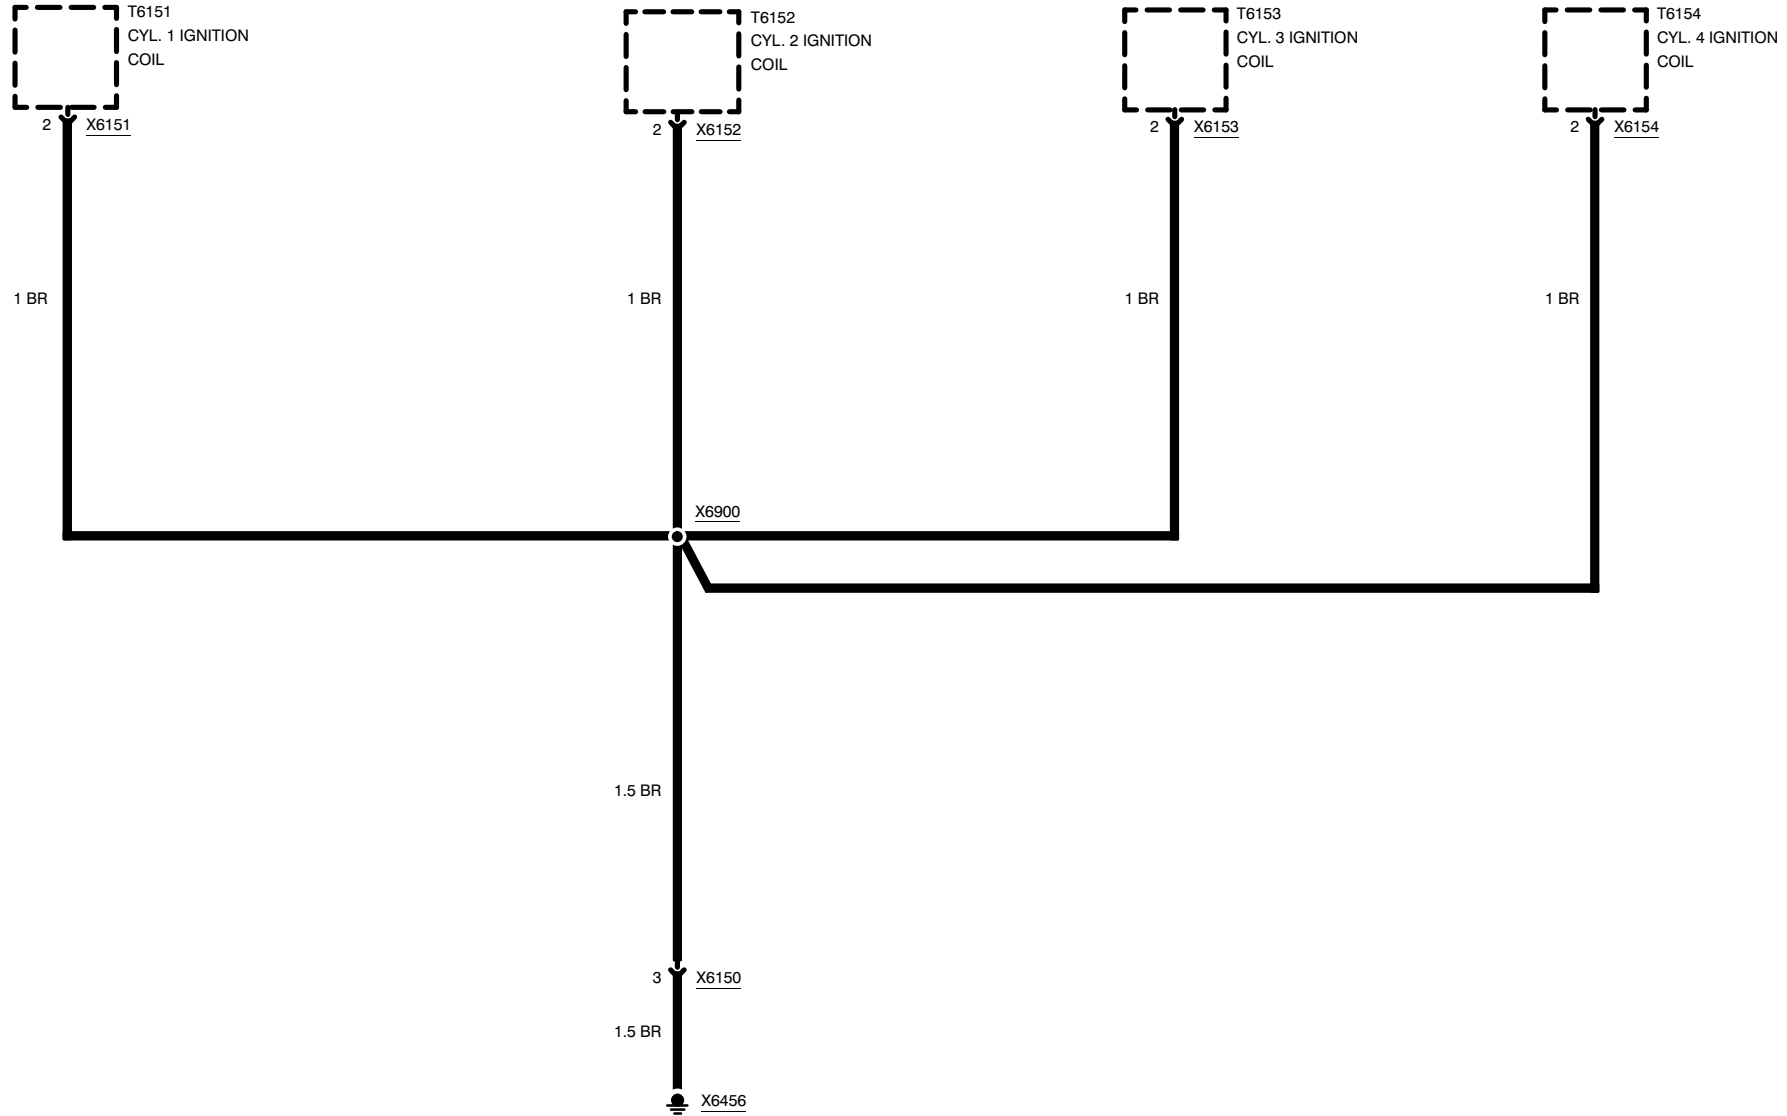 T6151
CYL. 1 IGNITION
COIL
T6152
CYL. 2 IGNITION
COIL
T6153
CYL. 3 IGNITION
COIL
T6154
CYL. 4 IGNITION
COIL
2 X6151
2 X6152
2 X6153
2 X6154
1 BR
1 BR
1 BR
1 BR
X6900
1.5 BR
3 X6150
1.5 BR
X6456